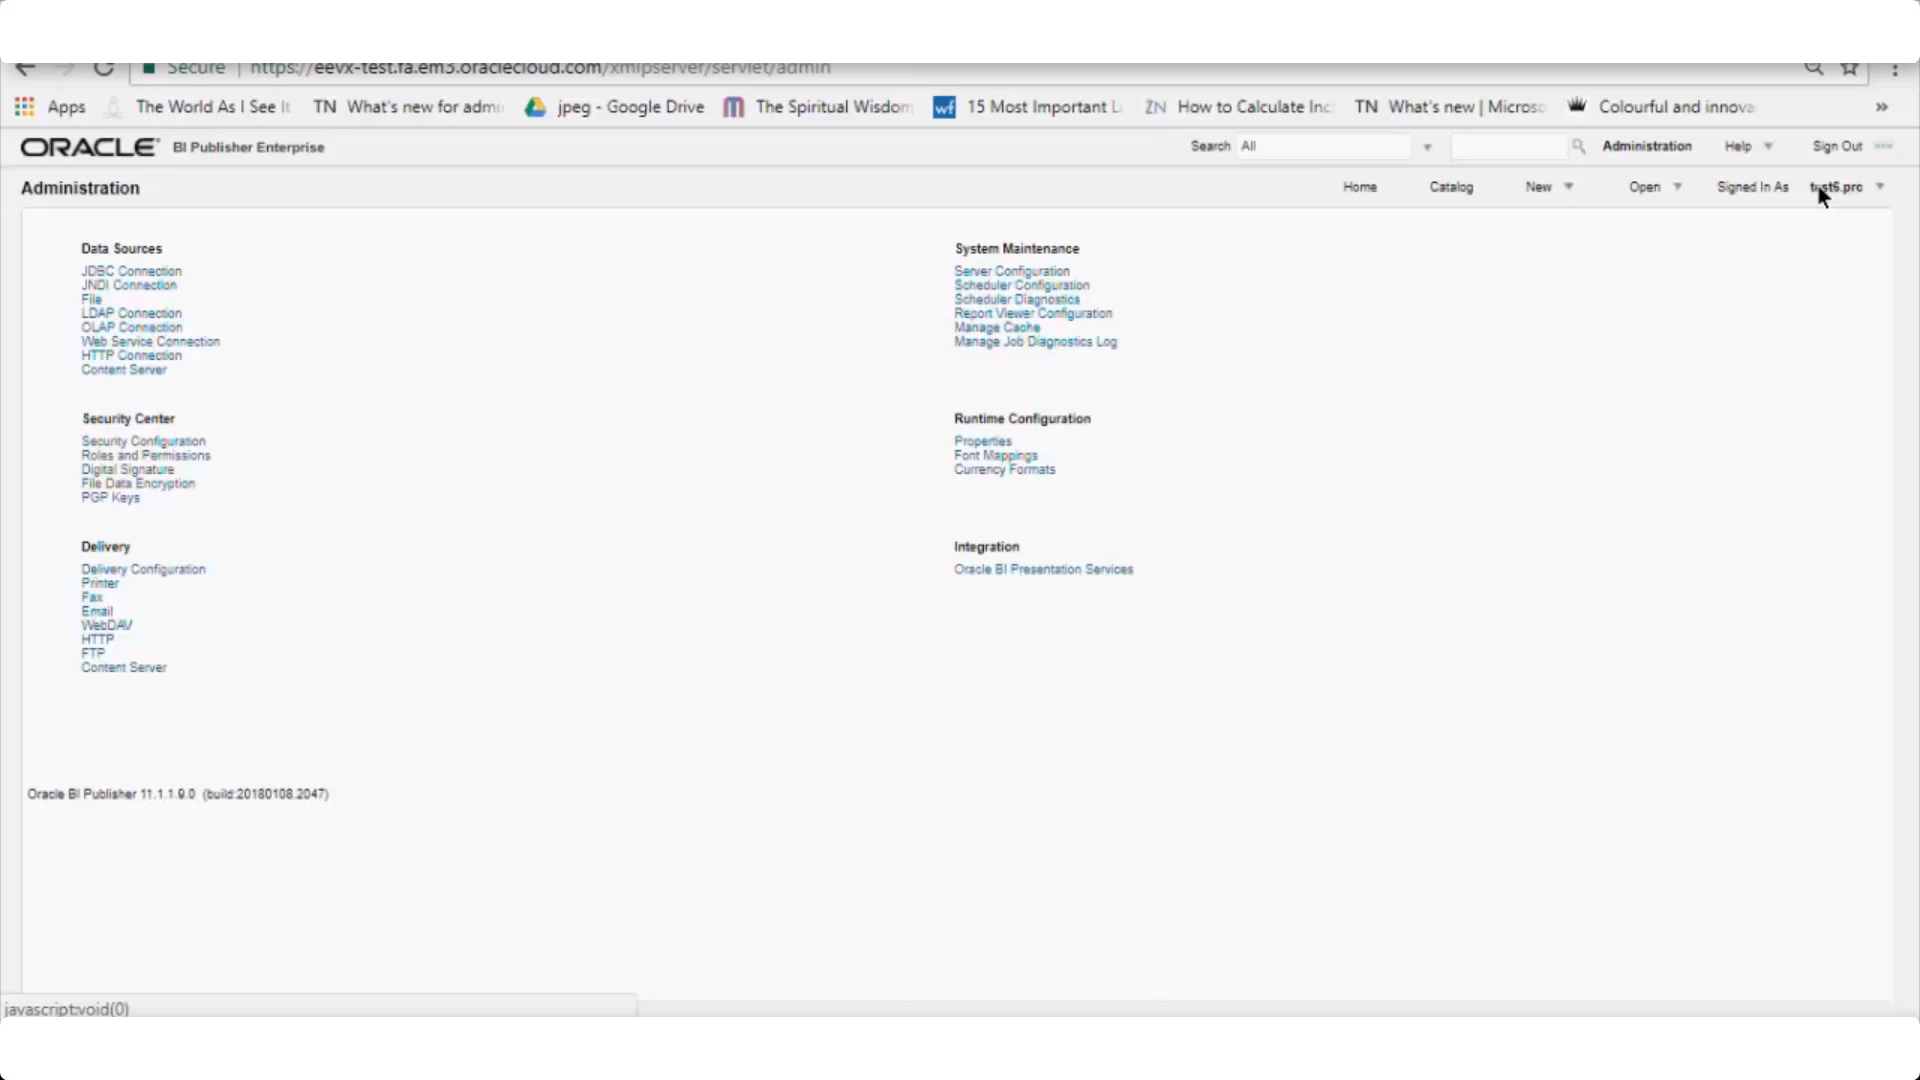 Secure | https://eevx-test.fa.em3.oraclecloud.com/xmlpserver/servlet/admin
Apps The World As I See It TN What's new for admi jpeg - Google Drive The Spiritual Wisdom wf 15 Most Important L ZN How to Calculate Inc TN What's new | Micros Colourful and innova »
ORACLE BI Publisher Enterprise Search All Administration Help Sign Out
Administration Home Catalog New Open Signed In As test6.prc
Data Sources
JDBC Connection
JNDI Connection
File
LDAP Connection
OLAP Connection
Web Service Connection
HTTP Connection
Content Server
System Maintenance
Server Configuration
Scheduler Configuration
Scheduler Diagnostics
Report Viewer Configuration
Manage Cache
Manage Job Diagnostics Log
Security Center
Security Configuration
Roles and Permissions
Digital Signature
File Data Encryption
PGP Keys
Runtime Configuration
Properties
Font Mappings
Currency Formats
Delivery
Delivery Configuration
Printer
Fax
Email
WebDAV
HTTP
FTP
Content Server
Integration
Oracle BI Presentation Services
Oracle BI Publisher 11.1.1.9.0 (build:20180108.2047)
javascript:void(0)